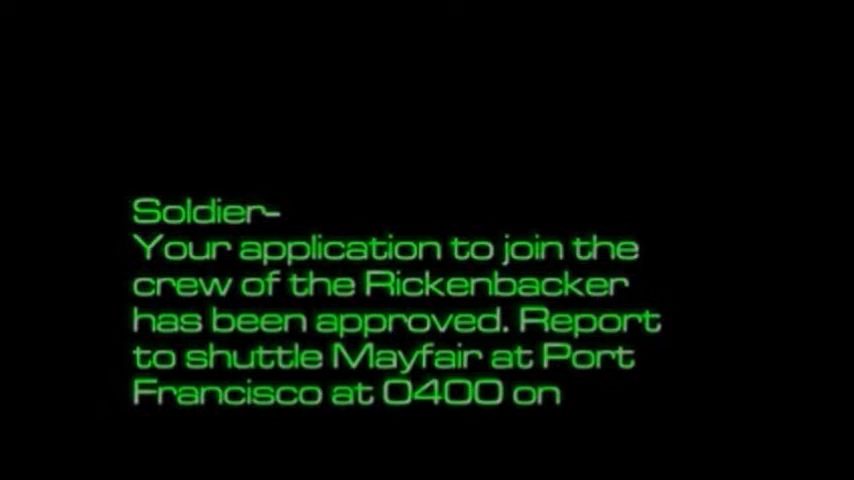 Soldier-
Your application to join the
crew of the Rickenbacker
has been approved. Report
to shuttle Mayfair at Port
Francisco at 0400 on